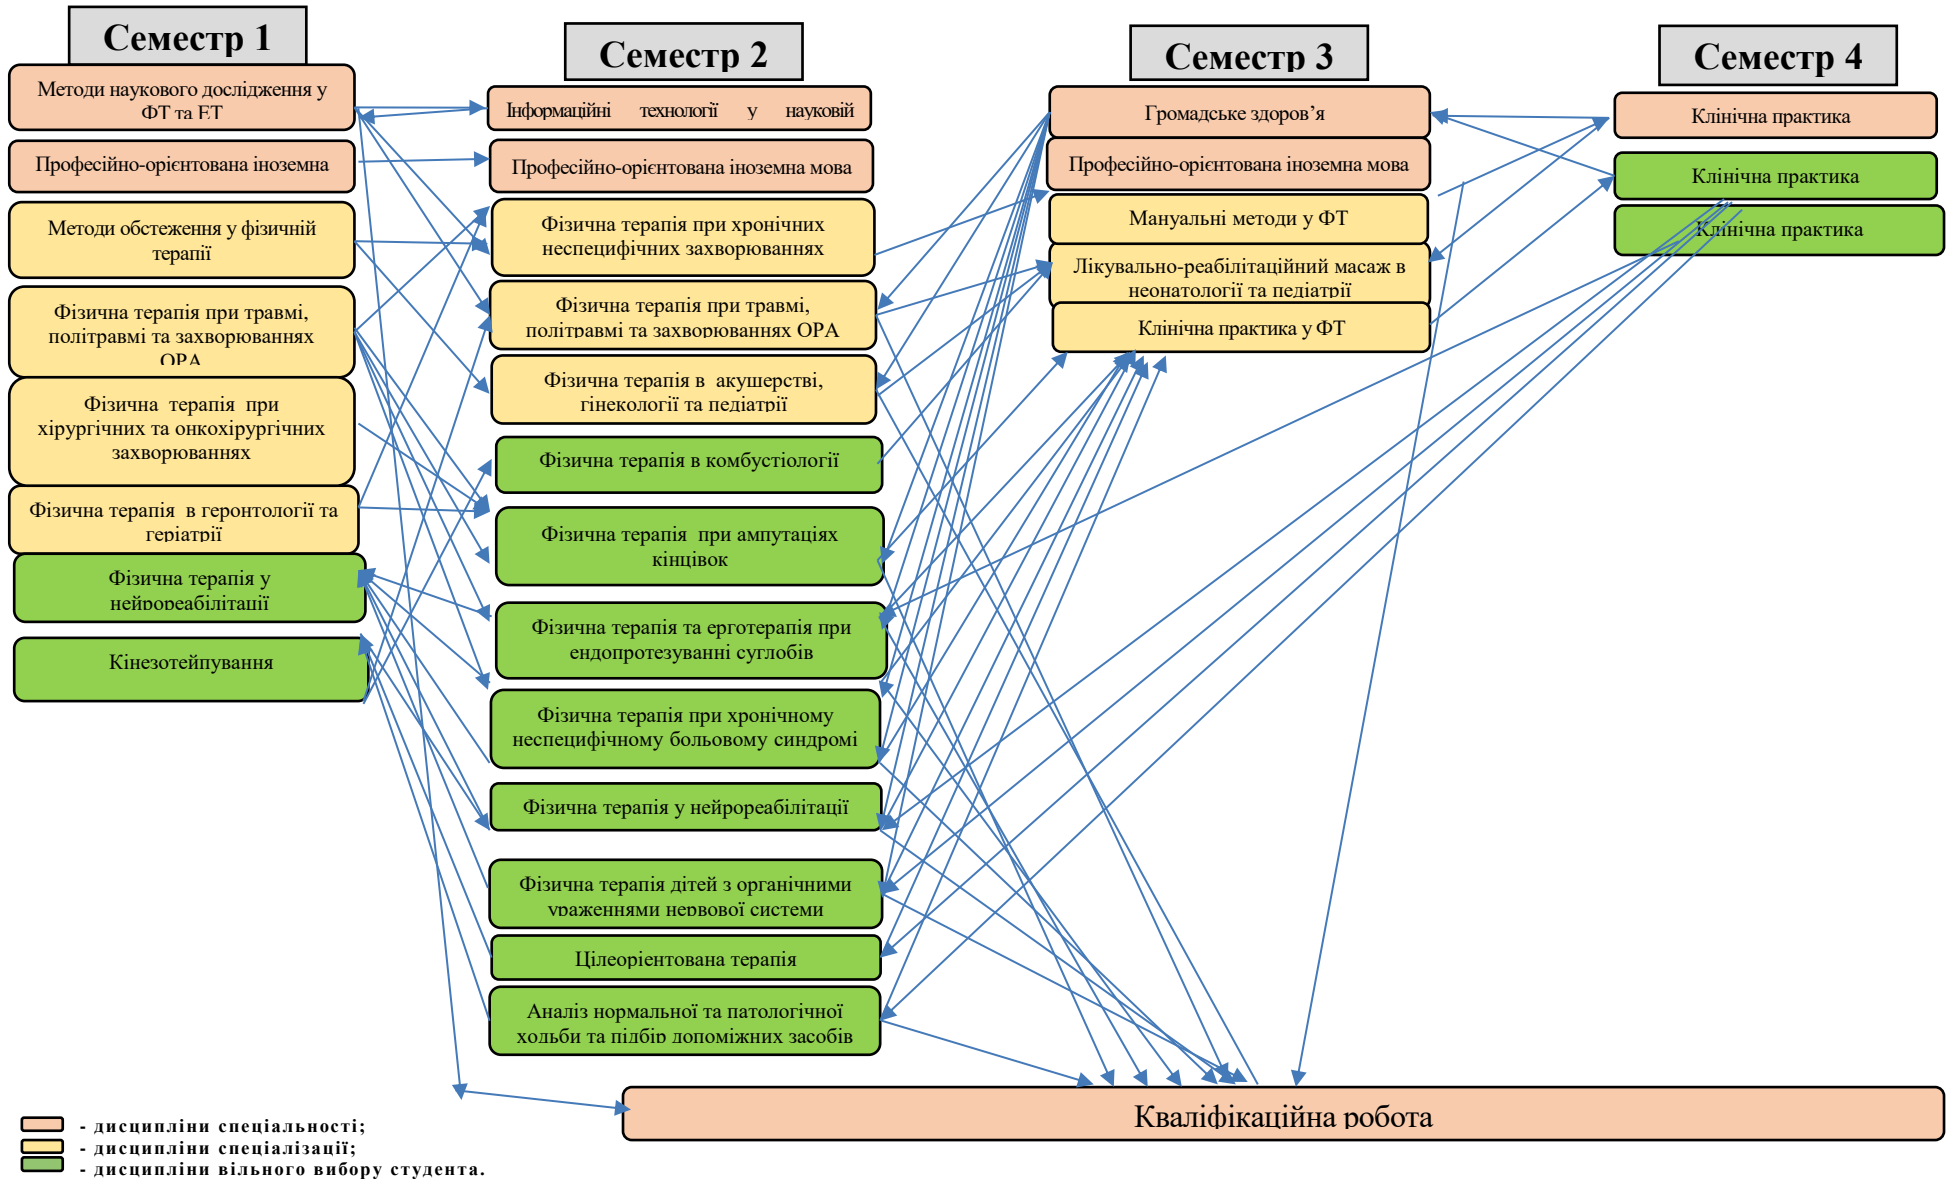 Семестр 1
Методи наукового дослідження у
ФТ та ЕТ
Професійно-орієнтована іноземна
Методи обстеження у фізичній
терапії
Фізична терапія при травмі,
політравмі та захворюваннях
ОРА
Фізична терапія при
хірургічних та онкохірургічних
захворюваннях
Фізична терапія в геронтології та
геріатрії
Фізична терапія у
нейрореабілітації
Кінезотейпування
Семестр 2
Інформаційні технології у науковій
Професійно-орієнтована іноземна мова
Фізична терапія при хронічних
неспецифічних захворюваннях
Фізична терапія при травмі,
політравмі та захворюваннях ОРА
Фізична терапія в акушерстві,
гінекології та педіатрії
Фізична терапія в комбустіології
Фізична терапія при ампутаціях
кінцівок
Фізична терапія та ерготерапія при
ендопротезуванні суглобів
Фізична терапія при хронічному
неспецифічному больовому синдромі
Фізична терапія у нейрореабілітації
Фізична терапія дітей з органічними
ураженнями нервової системи
Цілеорієнтована терапія
Аналіз нормальної та патологічної
ходьби та підбір допоміжних засобів
Семестр 3
Громадське здоров’я
Професійно-орієнтована іноземна мова
Мануальні методи у ФТ
Лікувально-реабілітаційний масаж в
неонатології та педіатрії
Клінічна практика у ФТ
Семестр 4
Клінічна практика
Клінічна практика
Клінічна практика
Кваліфікаційна робота
- дисципліни спеціальності;
- дисципліни спеціалізації;
- дисципліни вільного вибору студента.